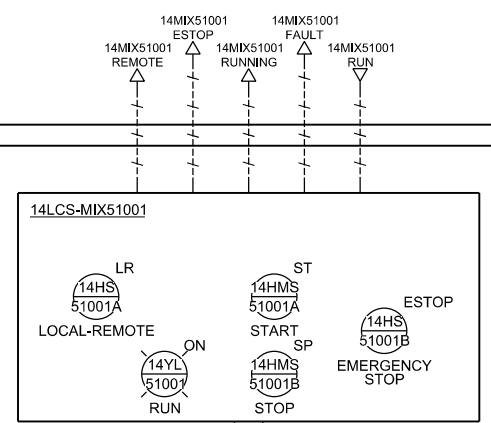 14MIX51001
ESTOP
14MIX51001
FAULT
14MIX51001
REMOTE
14MIX51001
RUNNING
14MIX51001
RUN
14LCS-MIX51001
LR
14HS
51001A
LOCAL-REMOTE
ST
14HMS
51001A
START
ESTOP
14HS
51001B
EMERGENCY
STOP
ON
14YL
51001
RUN
SP
14HMS
51001B
STOP